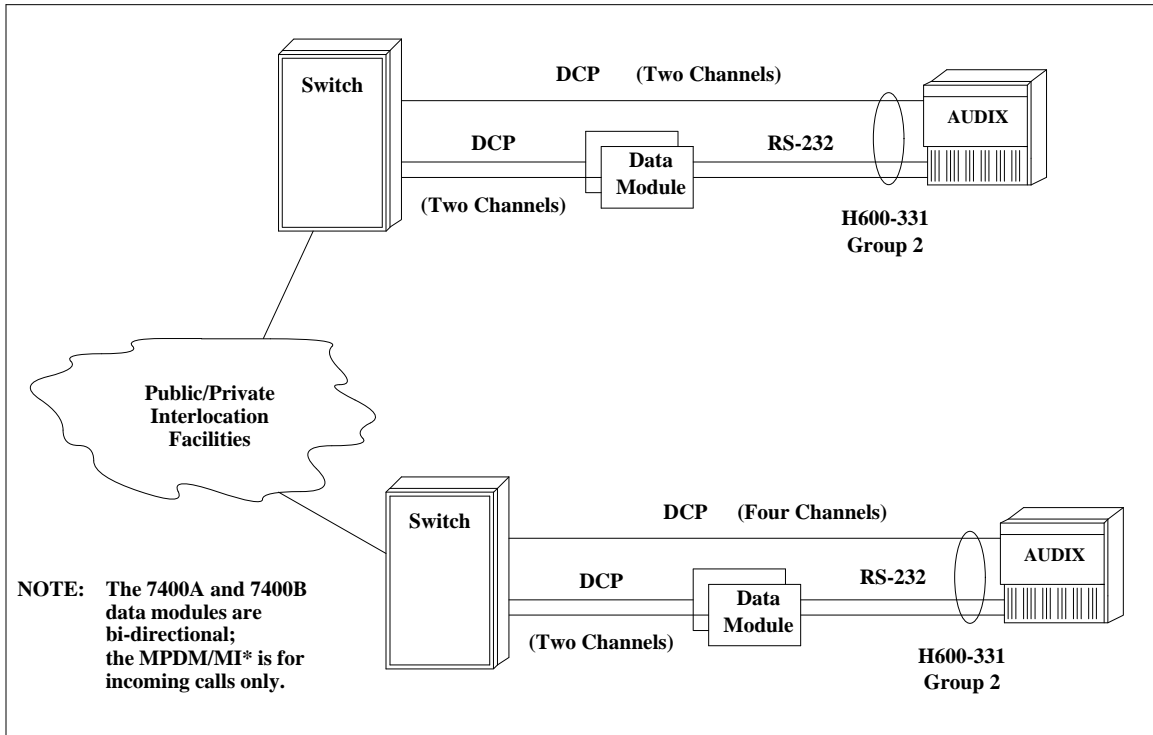 DCP (Two Channels)
Switch
AUDIX
DCP
RS-232
Data
Module
(Two Channels)
H600-331
Group 2
Public/Private
Interlocation
Facilities
DCP (Four Channels)
Switch
AUDIX
DCP
RS-232
Data
Module
(Two Channels)
H600-331
Group 2
NOTE: The 7400A and 7400B
data modules are
bi-directional;
the MPDM/MI* is for
incoming calls only.